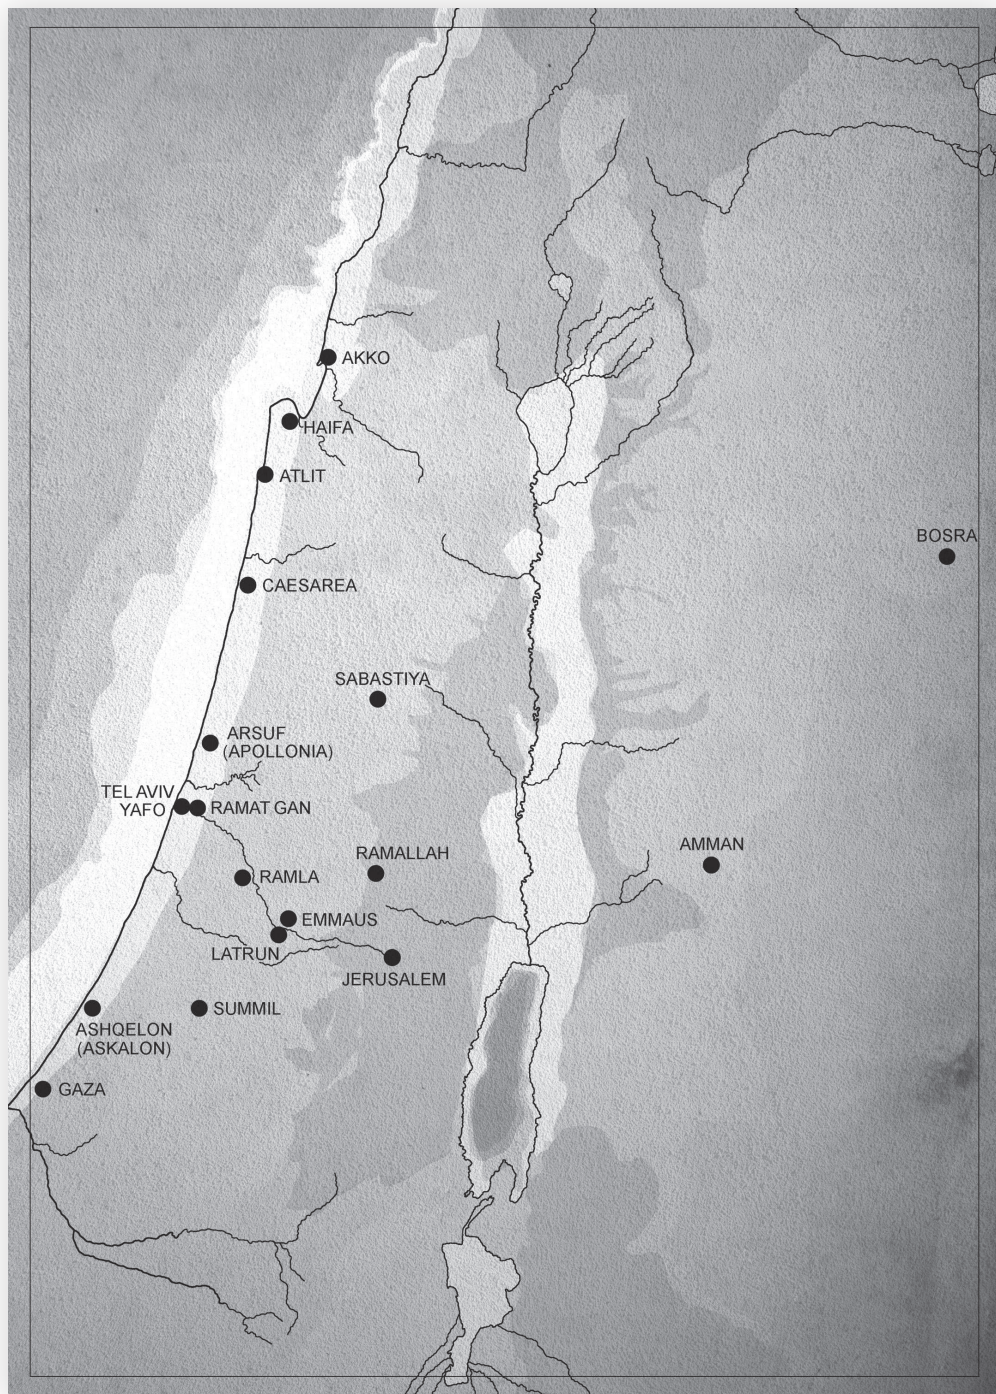 AKKO
HAIFA
ATLIT
BOSRA
CAESAREA
SABASTIYA
ARSUF
(APOLLONIA)
TEL AVIV
YAFO
RAMAT GAN
RAMALLAH
AMMAN
RAMLA
EMMAUS
LATRUN
JERUSALEM
SUMMIL
ASHQELON
(ASKALON)
GAZA